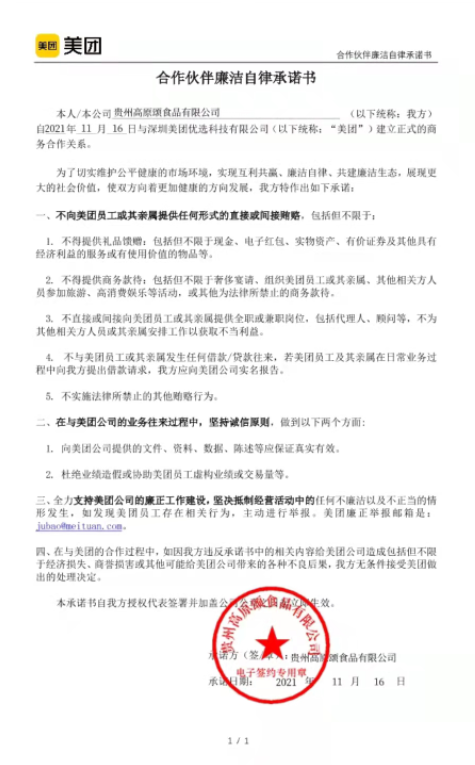 美团 美团
合作伙伴廉洁自律承诺书
合作伙伴廉洁自律承诺书
本人/本公司 贵州高原颂食品有限公司 （以下统称：我方）
自2021年 11 月 16 日与深圳美团优选科技有限公司（以下统称：“美团”）建立正式的商
务合作关系。
为了切实维护公平健康的市场环境，实现互利共赢、廉洁自律、共建廉洁生态，展现更
大的社会价值，使双方向着更加健康的方向发展，我方特作出如下承诺：
一、不向美团员工或其亲属提供任何形式的直接或间接贿赂，包括但不限于：
1. 不得提供礼品馈赠：包括但不限于现金、电子红包、实物资产、有价证券及其他具有
经济利益的服务或有使用价值的物品等。
2. 不得提供商务款待：包括但不限于奢侈宴请、组织美团员工或其亲属、其他相关方人
员参加旅游、高消费娱乐等活动，或其他为法律所禁止的商务款待。
3. 不直接或间接向美团员工或其亲属提供全职或兼职岗位，包括代理人、顾问等，不为
其他相关方人员或其亲属安排工作以获取不当利益。
4. 不与美团员工或其亲属发生任何借款/贷款往来，若美团员工及其亲属在日常业务过
程中向我方提出借款请求，我方应向美团公司实名报告。
5. 不实施法律所禁止的其他贿赂行为。
二、在与美团公司的业务往来过程中，坚持诚信原则，做到以下两个方面：
1. 向美团公司提供的文件、资料、数据、陈述等应保证真实有效。
2. 杜绝业绩造假或协助美团员工虚构业绩或交易量等。
三、全力支持美团公司的廉正工作建设，坚决抵制经营活动中的任何不廉洁以及不正当的情
形发生，如发现美团员工存在相关行为，主动进行举报。美团廉正举报邮箱是：
jubao@meituan.com。
四、在与美团的合作过程中，如因我方违反承诺书中的相关内容给美团公司造成包括但不限
于经济损失、商誉损害或其他可能给美团公司带来的各种不良后果，我方无条件接受美团做
出的处理决定。
本承诺书自我方授权代表签署并加盖公司公章之日起立即生效。
承诺方（签章）：贵州高原颂食品有限公司
承诺日期： 2021 年 11 月 16 日
贵州高原颂食品有限公司
电子签约专用章
1 / 1